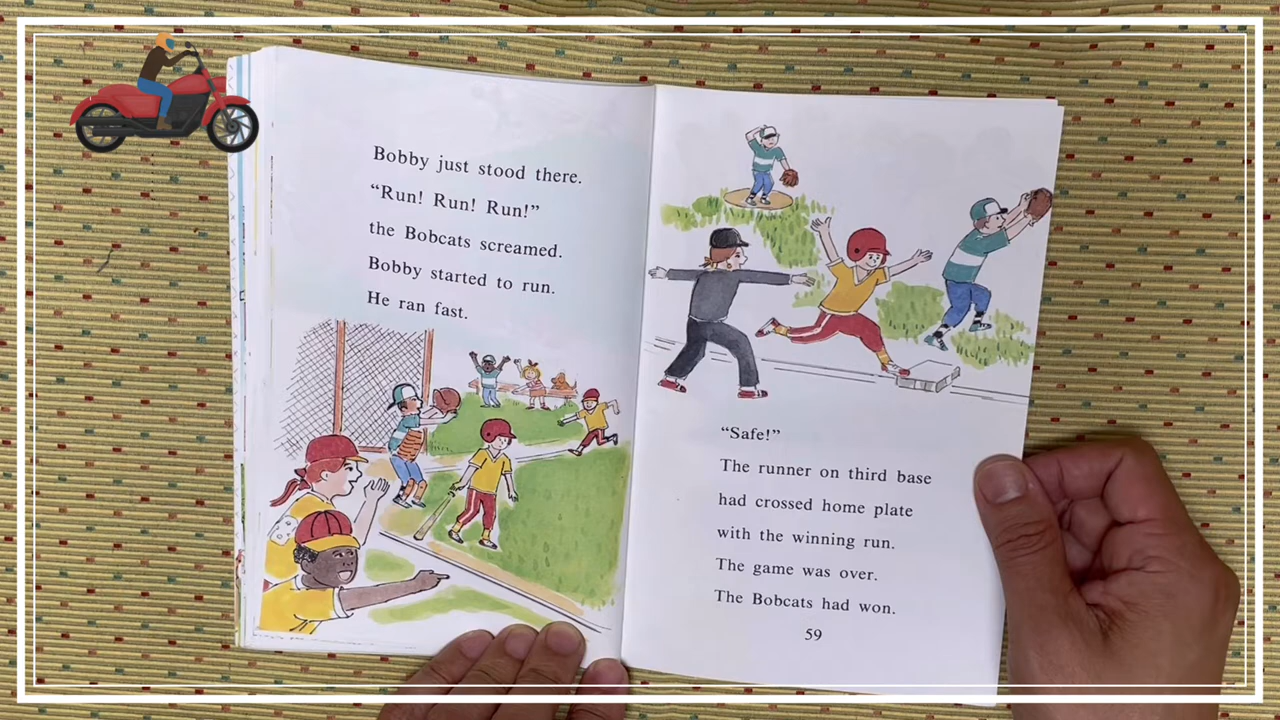 Bobby just stood there.
“Run! Run! Run!”
the Bobcats screamed.
Bobby started to run.
He ran fast.
“Safe!”
The runner on third base
had crossed home plate
with the winning run.
The game was over.
The Bobcats had won.
59